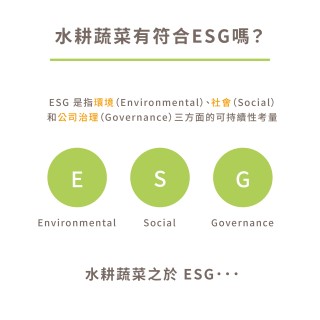 水耕蔬菜有符合ESG嗎?
ESG 是指環境(Environmental)、社會(Social)
和公司治理(Governance)三方面的可持續性考量
E S G
Environmental Social Governance
水耕蔬菜之於 ESG･･･